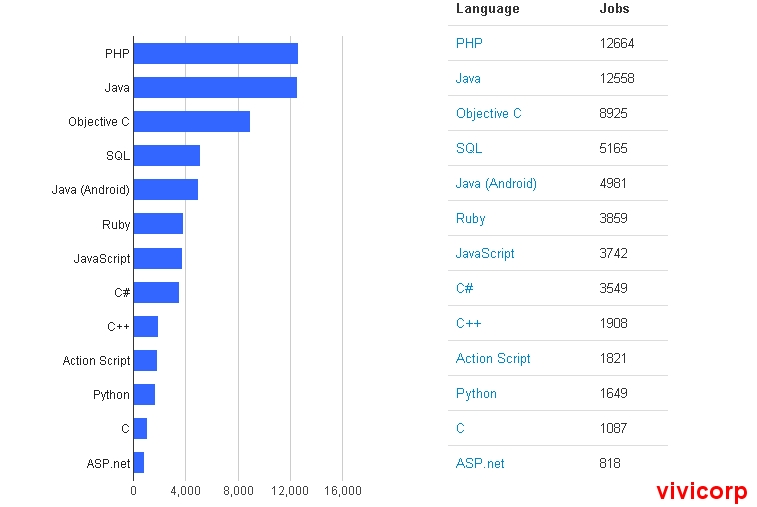 PHP
Java
Objective C
SQL
Java (Android)
Ruby
JavaScript
C#
C++
Action Script
Python
C
ASP.net
0 4,000 8,000 12,000 16,000
Language Jobs
PHP 12664
Java 12558
Objective C 8925
SQL 5165
Java (Android) 4981
Ruby 3859
JavaScript 3742
C# 3549
C++ 1908
Action Script 1821
Python 1649
C 1087
ASP.net 818
vivicorp